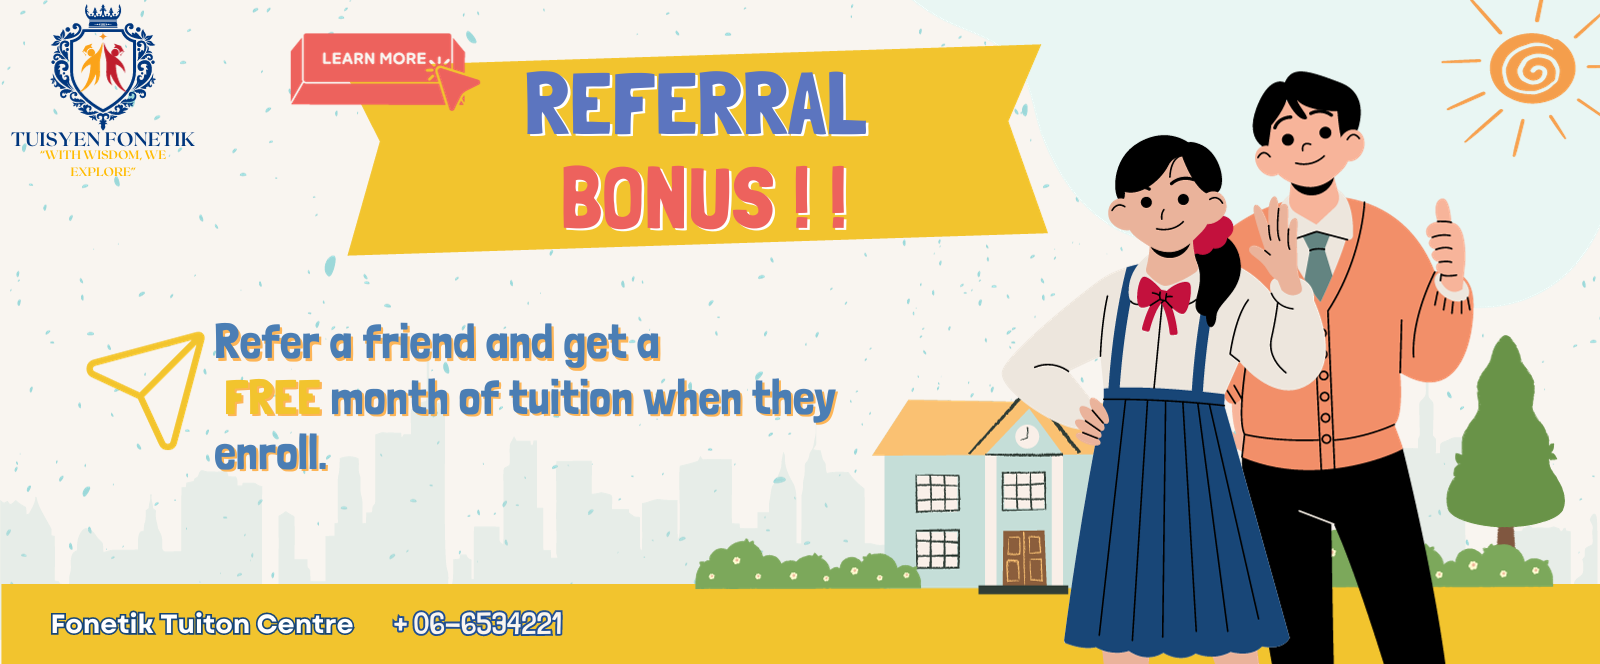 TUISYEN FONETIK
"WITH WISDOM, WE
EXPLORE"
LEARN MORE
REFERRAL
BONUS ! !
Refer a friend and get a
FREE month of tuition when they
enroll.
Fonetik Tuiton Centre + 06-6534221